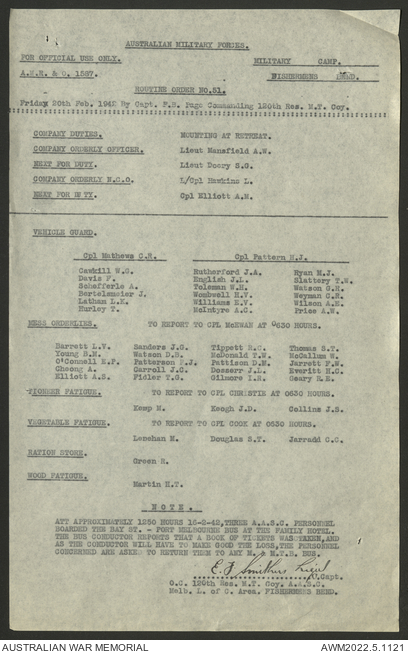 AUSTRALIAN MILITARY FORCES.
FOR OFFICIAL USE ONLY. MILITARY CAMP.
A.M.R. & O. 1587. FISHERMENS BEND.
ROUTINE ORDER NO.51.
Friday 20th Feb. 1942 By Capt. F.S. Page Commanding 120th Res. M.T. Coy.
COMPANY DUTIES. MOUNTING AT RETREAT.
COMPANY ORDERLY OFFICER. Lieut Mansfield A.W.
NEXT FOR DUTY. Lieut Doery S.G.
COMPANY ORDERLY N.C.O. L/Cpl Hawkins L.
NEXT FOR DUTY. Cpl Elliott A.M.
VEHICLE GUARD.
Cpl Mathews C.R. Cpl Pattern H.J.
Cawkill W.G. Rutherford J.A. Ryan M.J.
Davis F. English J.L. Slattery T.W.
Schafferle A. Toleman W.H. Watson G.R.
Bertelsmeier J. Wombwell H.V. Weyman C.H.
Latham L.K. Williams E.V. Wilson A.E.
Hurley T. McIntyre A.C. Price A.W.
MESS ORDERLIES. TO REPORT TO CPL McEWAN AT 0630 HOURS.
Barrett L.V. Sanders J.G. Tippett R.C. Thomas S.T.
Young B.M. Watson D.B. McDonald T.W. McCallum W.
O'Connell E.P. Patterson P.J. Pattison D.M. Jarrett F.W.
Cheong A. Carroll J.C. Dosserr J.L. Everitt H.C.
Elliott A.S. Fidler T.G. Gilmore I.R. Geary R.E.
PIONEER FATIGUE. TO REPORT TO CPL CHRISTIE AT 0630 HOURS.
Kemp M. Keogh J.D. Collins J.S.
VEGETABLE FATIGUE. TO REPORT TO CPL COOK AT 0630 HOURS.
Lenehan M. Douglas S.T. Jarradd C.C.
RATION STORE.
Green H.
WOOD FATIGUE.
Martin H.T.
NOTE.
ATT APPROXIMATELY 1250 HOURS 16-2-42, THREE A.A.S.C. PERSONNEL
BOARDED THE BAY ST. - PORT MELBOURNE BUS AT THE FAMILY HOTEL.
THE BUS CONDUCTOR REPORTS THAT A BOOK OF TICKETS WAS TAKEN, AND
AS THE CONDUCTOR WILL HAVE TO MAKE GOOD THE LOSS, THE PERSONNEL
CONCERNED ARE ASKED TO RETURN THEM TO ANY M. & M.T.B. BUS.
Capt.
O.C. 120th Res. M.T. Coy. A.A.S.C.
Melb. L. of C. Area. FISHERMENS BEND.
AUSTRALIAN WAR MEMORIAL AWM2022.5.1121